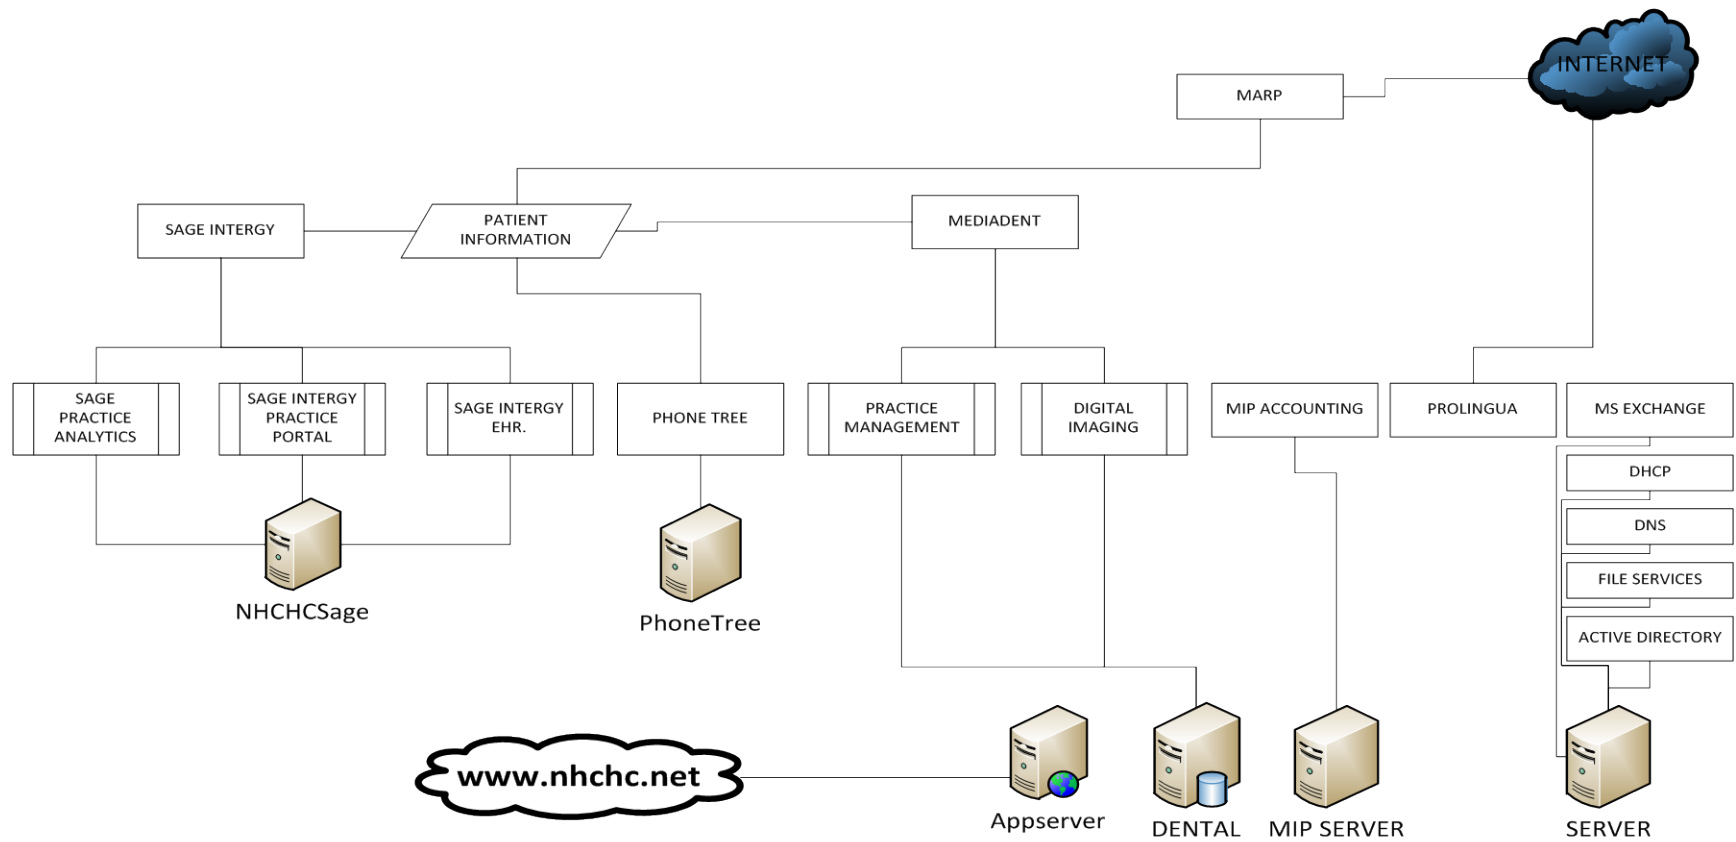 INTERNET
MARP
SAGE INTERGY
PATIENT
INFORMATION
MEDIADENT
SAGE
PRACTICE
ANALYTICS
SAGE INTERGY
PRACTICE
PORTAL
SAGE INTERGY
EHR.
PHONE TREE
PRACTICE
MANAGEMENT
DIGITAL
IMAGING
MIP ACCOUNTING
PROLINGUA
MS EXCHANGE
DHCP
DNS
FILE SERVICES
ACTIVE DIRECTORY
NHCHCSage
PhoneTree
www.nhchc.net
Appserver
DENTAL
MIP SERVER
SERVER